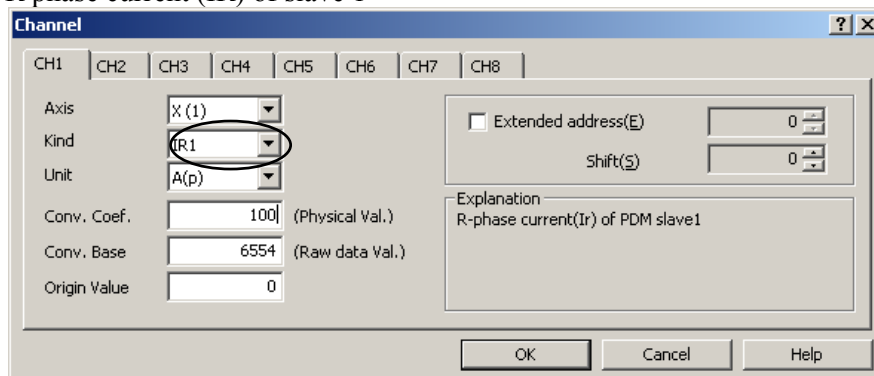 R phase current (IR) of slave 1
Channel
? ×
CH1 CH2 CH3 CH4 CH5 CH6 CH7 CH8
Axis X (1)
Kind IR1
Unit A(p)
Conv. Coef. 100 (Physical Val.)
Conv. Base 6554 (Raw data Val.)
Origin Value 0
Extended address(E) 0
Shift(S) 0
Explanation
R-phase current(Ir) of PDM slave1
OK Cancel Help